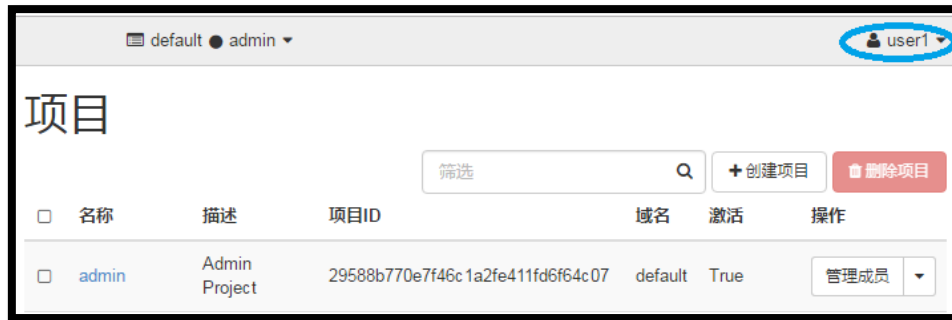 default ● admin
user1
项目
筛选
+创建项目
删除项目
名称 描述 项目ID 域名 激活 操作
admin Admin Project 29588b770e7f46c1a2fe411fd6f64c07 default True 管理成员